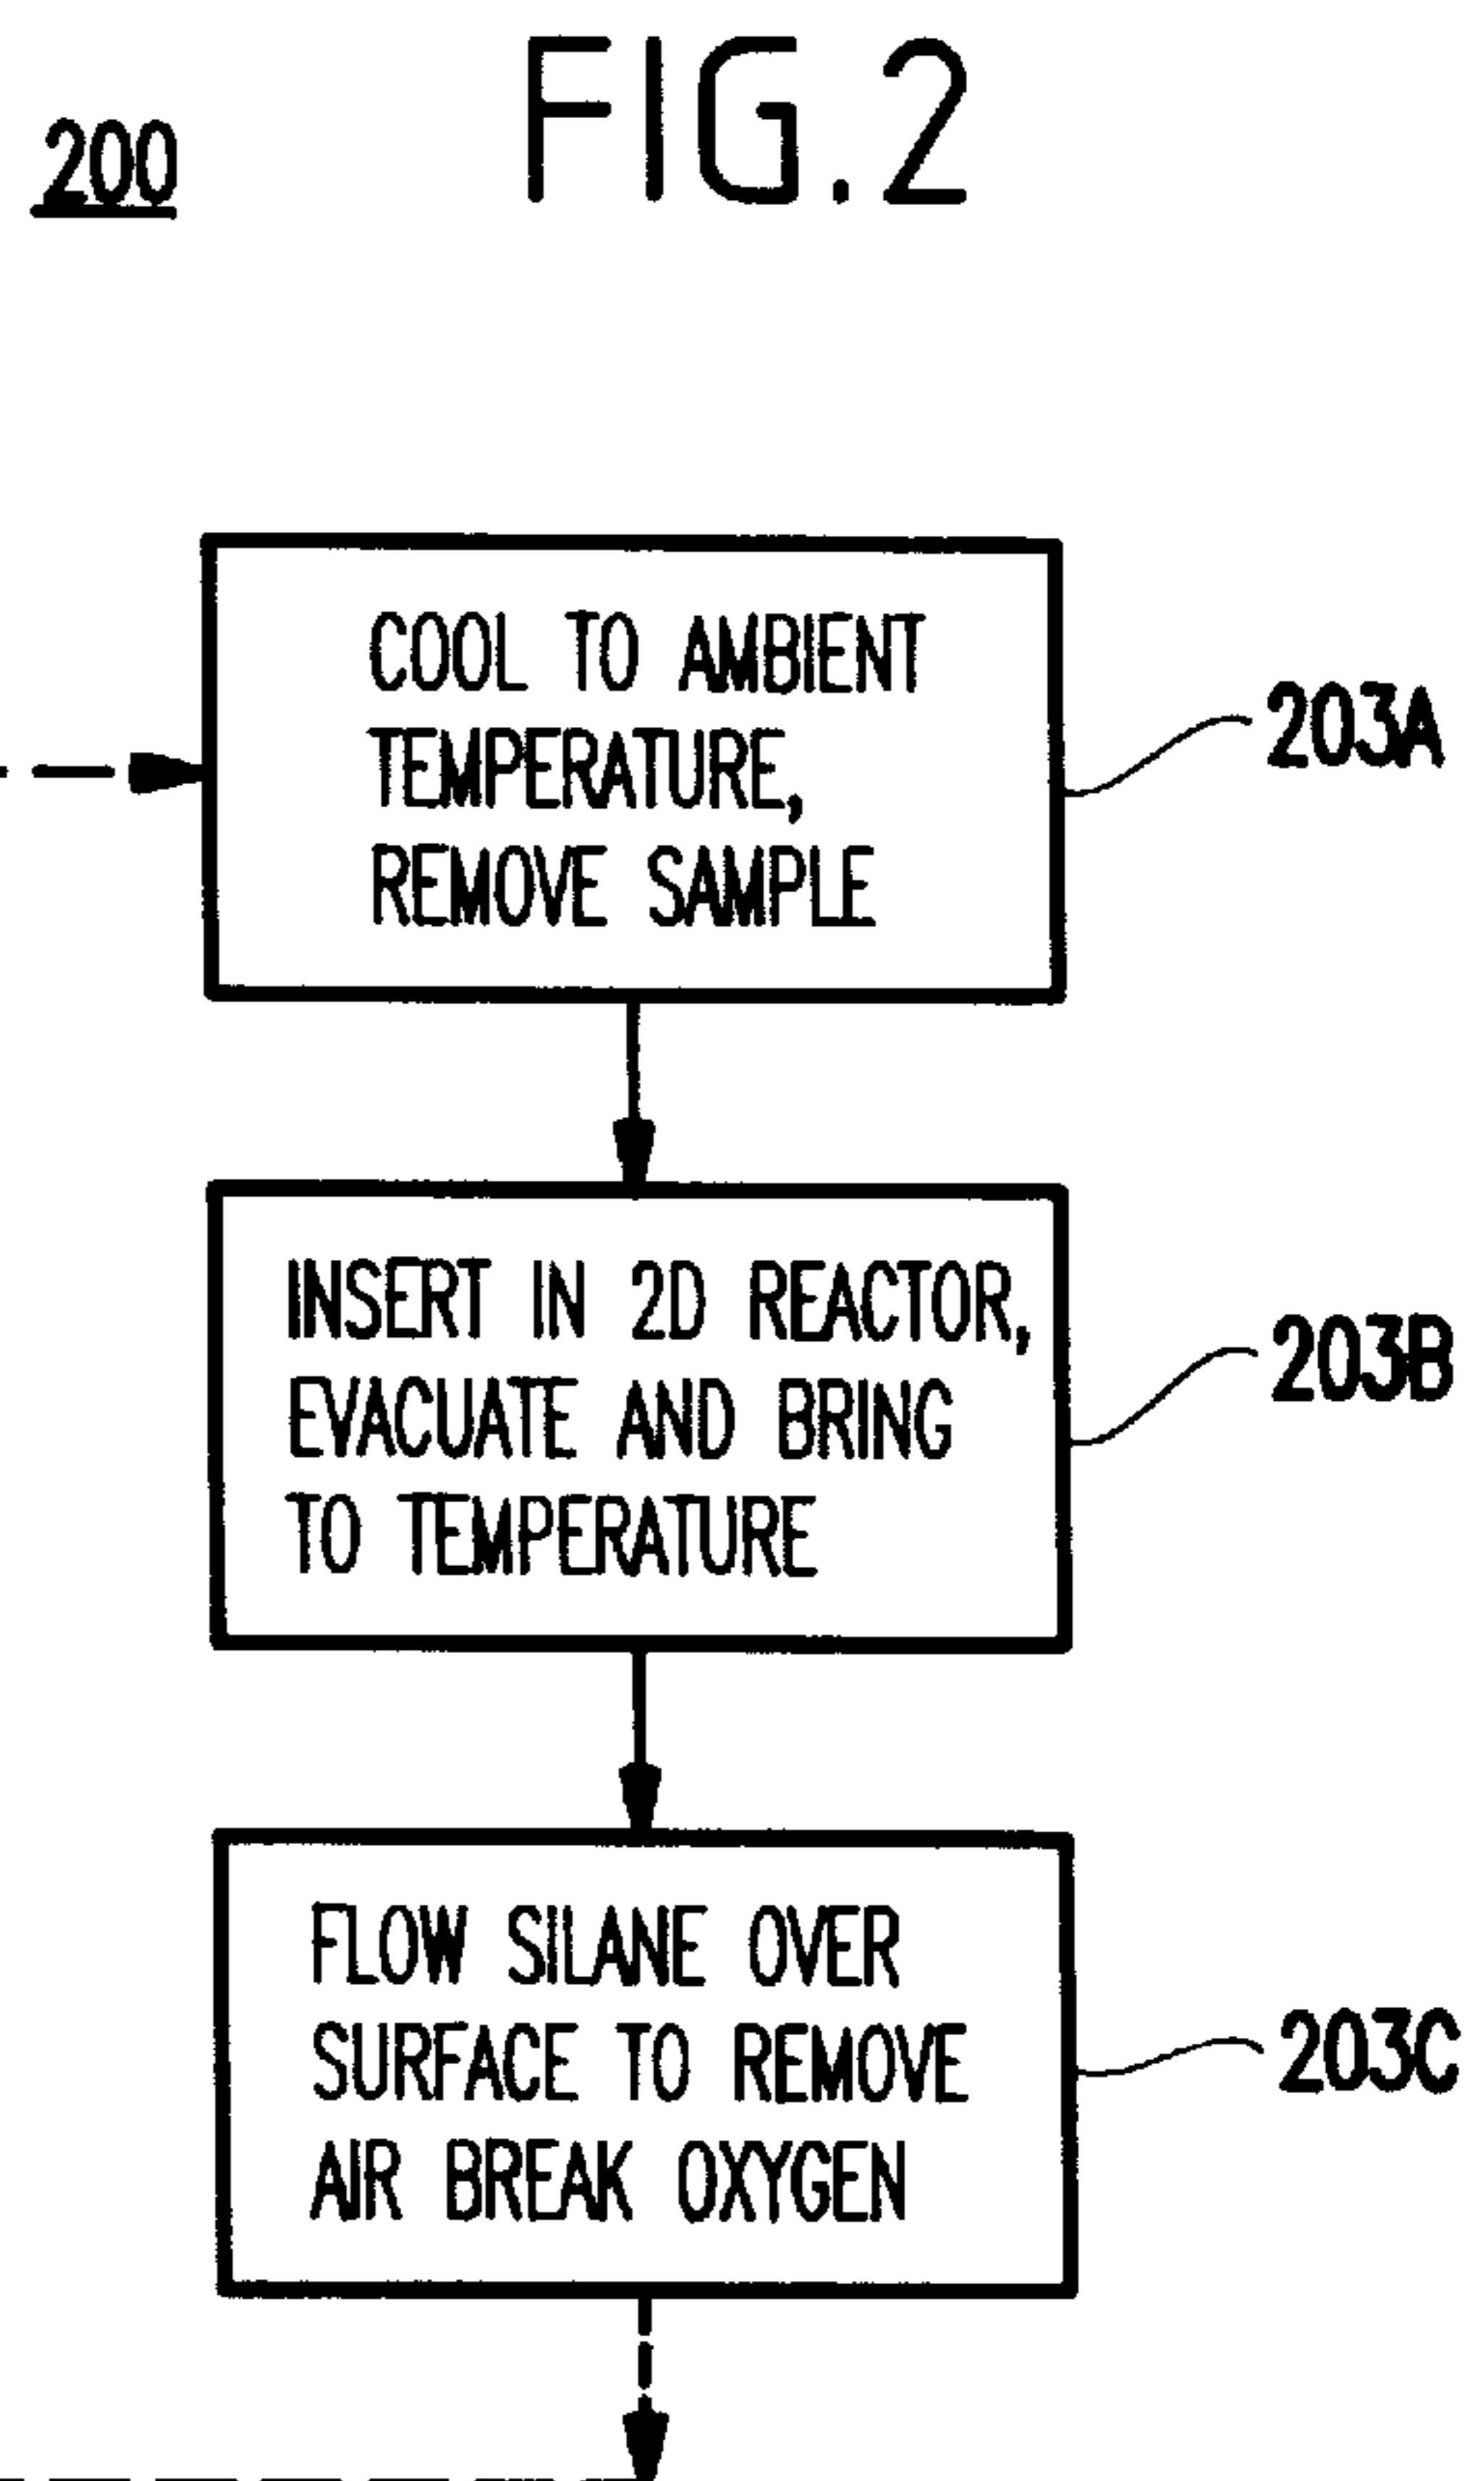 FIG.2
200
COOL TO AMBIENT
TEMPERATURE,
REMOVE SAMPLE
203A
INSERT IN 2D REACTOR,
EVACUATE AND BRING
TO TEMPERATURE
203B
FLOW SILANE OVER
SURFACE TO REMOVE
AIR BREAK OXYGEN
203C